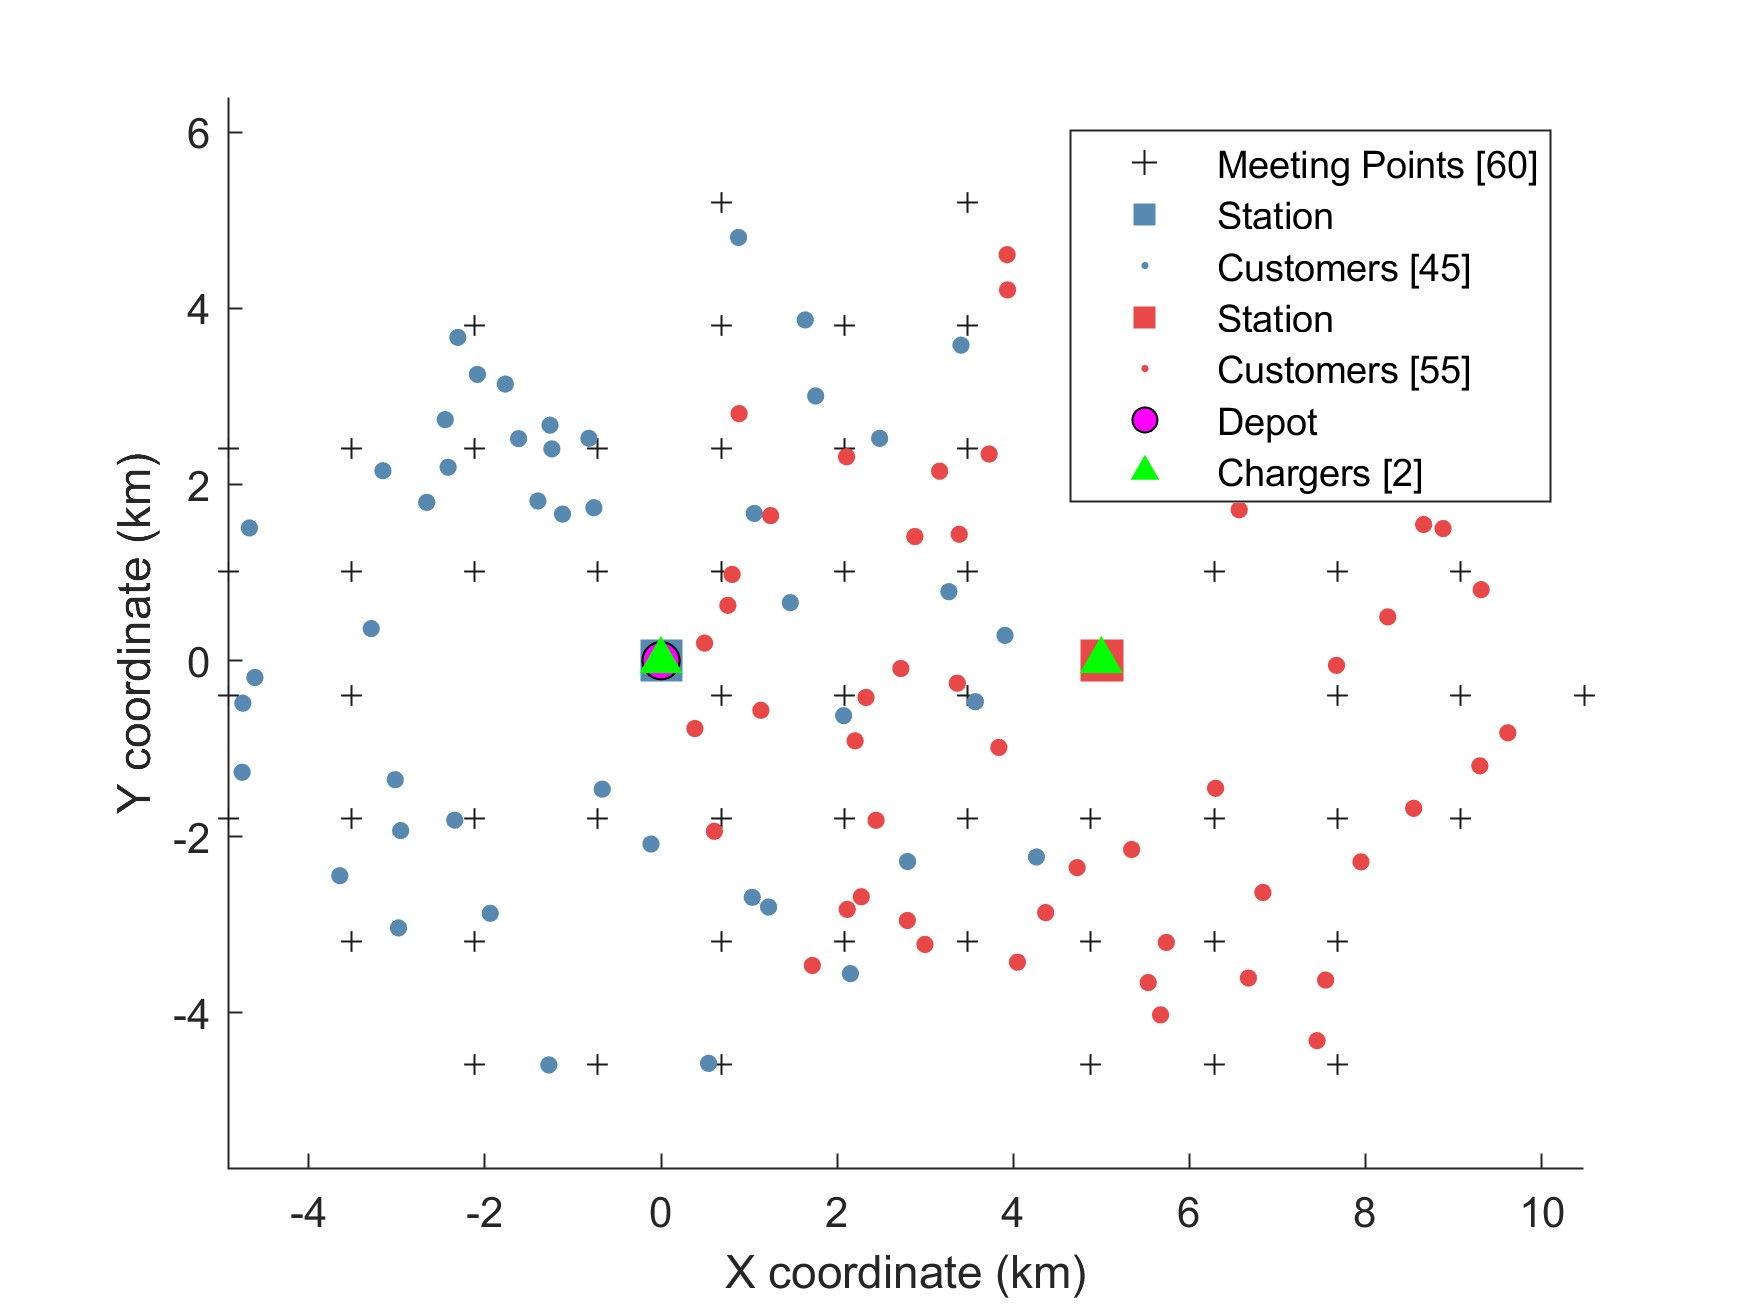 6
4
2
0
-2
-4
Y coordinate (km)
Meeting Points [60]
Station
Customers [45]
Station
Customers [55]
Depot
Chargers [2]
-4 -2 0 2 4 6 8 10
X coordinate (km)